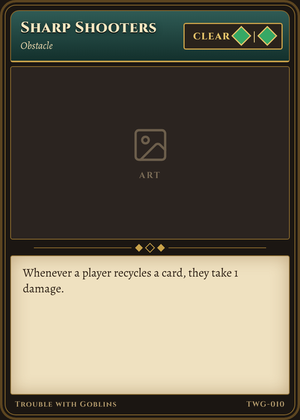 Sharp Shooters
Obstacle
CLEAR |
ART
Whenever a player recycles a card, they take 1
damage.
Trouble with Goblins
TWG-010